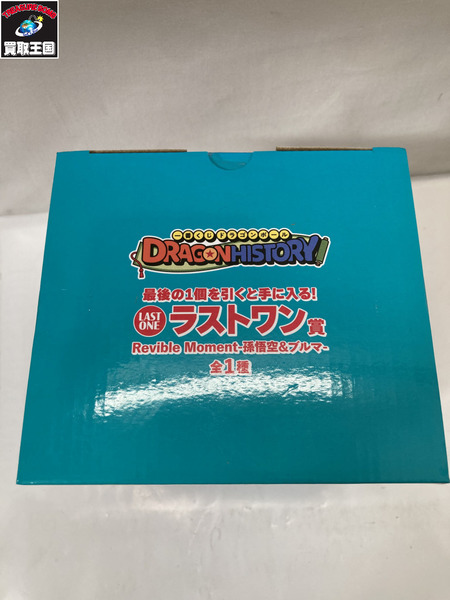 TREASURE KINGDOM
買取王国
一番くじドラゴンボール
DRAGONHISTORY
最後の1個を引くと手に入る!
LAST ONE ラストワン賞
Revible Moment-孫悟空&ブルマ-
全1種